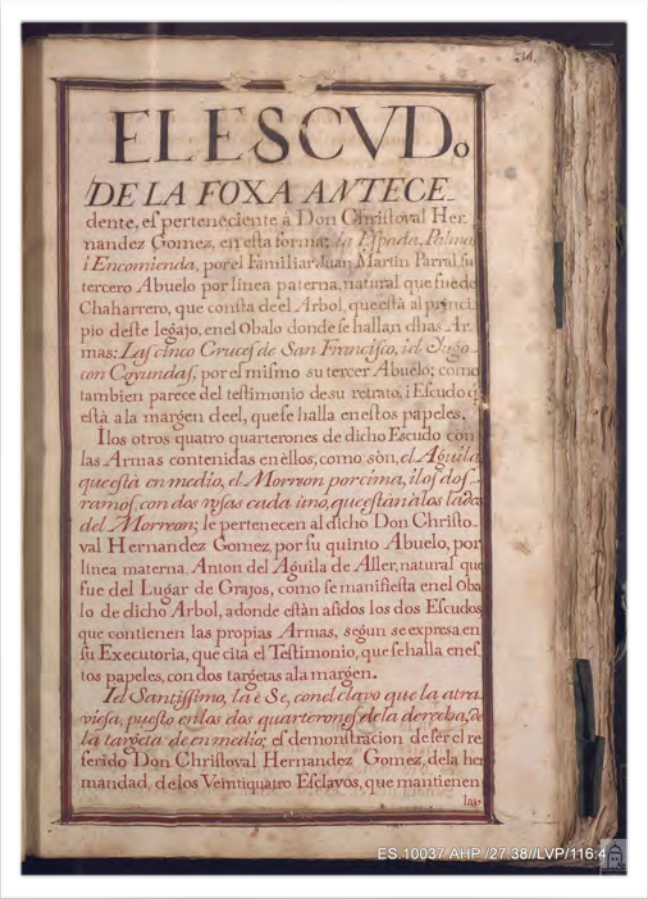 34.
ELESCVDo
DE LA FOXA ANTECE-
dente, eſ perteneciente à Don Chriſtoval Her-
nandez Gomez, en eſta forma: la Eſpada, Palma
i Encomienda, por el Familiar Juan Martin Parral, ſu
tercero Abuelo por linea paterna, natural que fue de
Chaharrero, que conſta de el Arbol, que eſtà al princi-
pio deſte legajo, en el Obalo donde ſe hallan dhas Ar-
mas: Laſ cinco Cruceſ de San Franciſco, i el Yugo
con Coyundaſ, por el miſmo ſu tercer Abuelo; como
tambien parece del teſtimonio de ſu retrato, i Eſcudo q̃
eſtà a la margen de el, que ſe halla en eſtos papeles.
I los otros quatro quarterones de dicho Eſcudo con
las Armas contenidas en èllos, como sòn, el Aguila
que eſtà en medio, el Morreon por cima, i loſ doſ
ramoſ, con dos roſas cada ùno, que eſtàn à los lados
del Morreon; le pertenecen al dicho Don Chriſto-
val Hernandez Gomez, por ſu quinto Abuelo, por
linea materna, Anton del Aguila de Aller, natural que
fue del Lugar de Grajos, como ſe manifieſta en el Oba
lo de dicho Arbol, adonde eſtàn aſidos los dos Eſcudos
que contienen las propias Armas, ſegun se expresa en
ſu Executoria, que cita el Teſtimonio, que ſe halla eneſ
tos papeles, con dos targetas a la margen.
I el Santiſſimo, la è Se, con el clavo que la atra-
vieſa, pueſto en los dos quarteroneſ de la derecha, de
la targeta de en medio; eſ demonſtracion de ſer el re
ferido Don Chriſtoval Hernandez Gomez, de la her
mandad, de los Veintiquatro Eſclavos, que mantienen
las
ES.10037.AHP/27.38//LVP/116:4